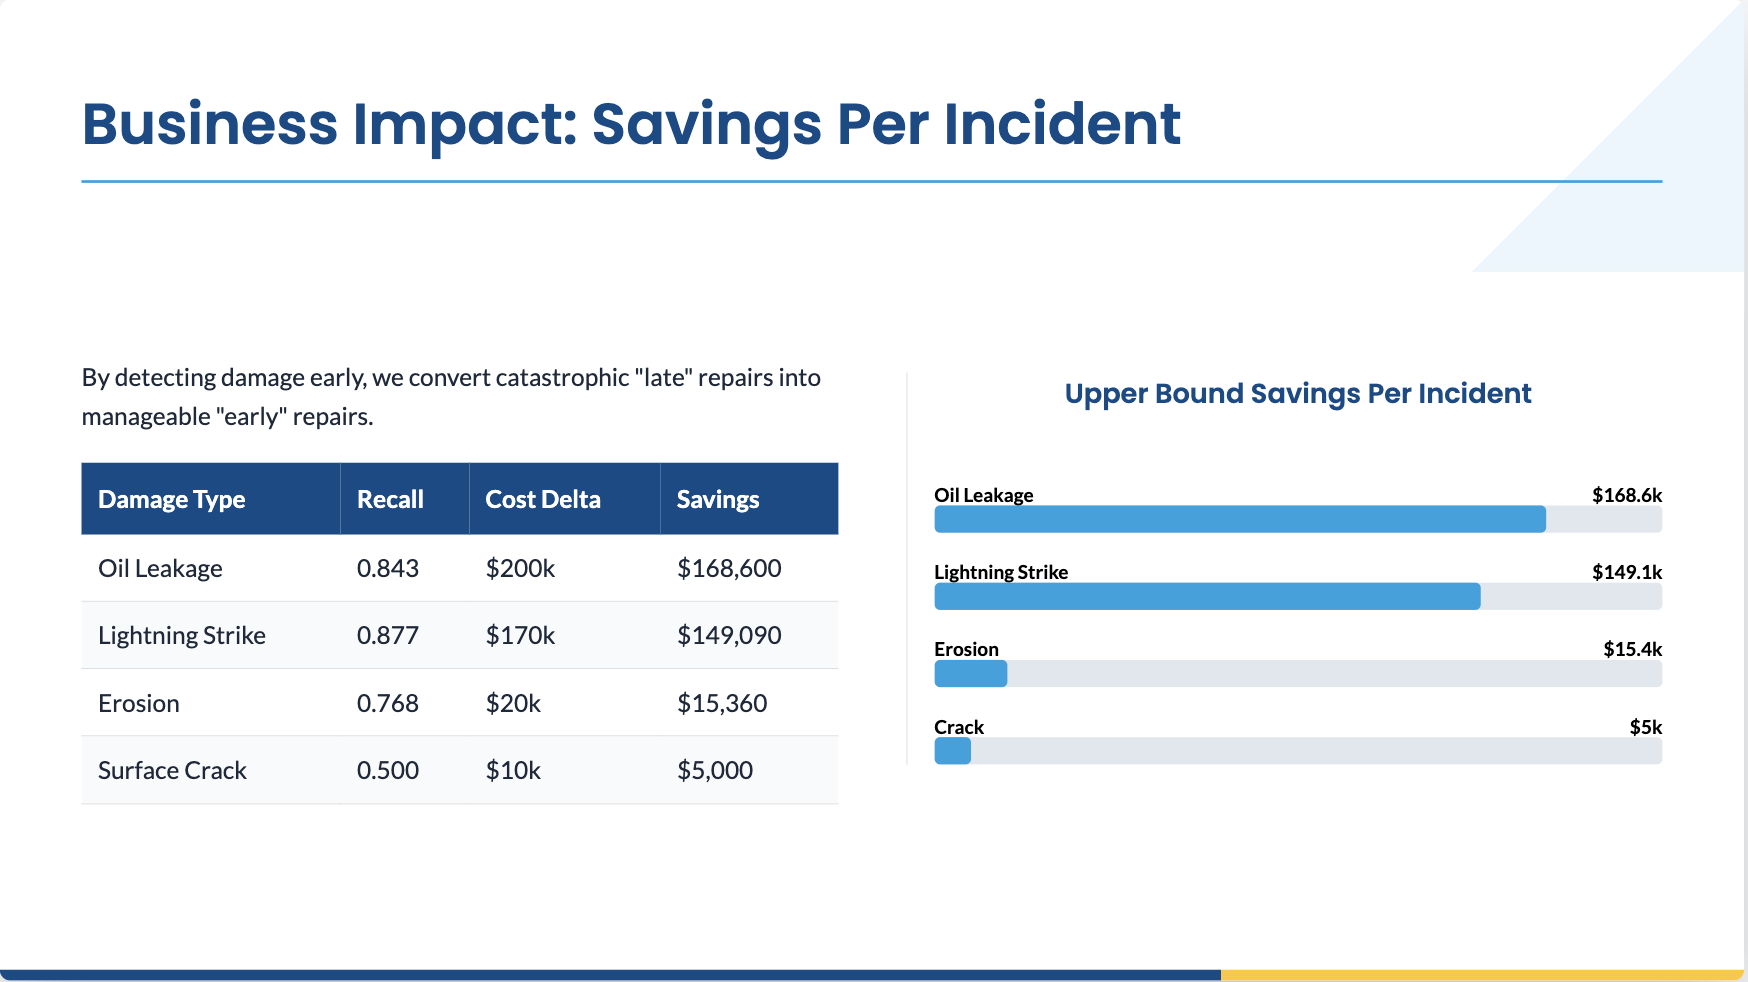 Business Impact: Savings Per Incident
By detecting damage early, we convert catastrophic "late" repairs into
manageable "early" repairs.
Damage Type Recall Cost Delta Savings
Oil Leakage 0.843 $200k $168,600
Lightning Strike 0.877 $170k $149,090
Erosion 0.768 $20k $15,360
Surface Crack 0.500 $10k $5,000
Upper Bound Savings Per Incident
Oil Leakage $168.6k
Lightning Strike $149.1k
Erosion $15.4k
Crack $5k